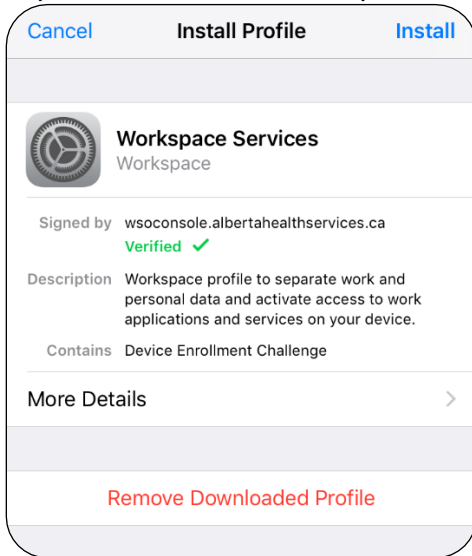 Cancel Install Profile Install
Workspace Services
Workspace
Signed by wsoconsole.albertahealthservices.ca
Verified ✓
Description Workspace profile to separate work and
personal data and activate access to work
applications and services on your device.
Contains Device Enrollment Challenge
More Details
Remove Downloaded Profile